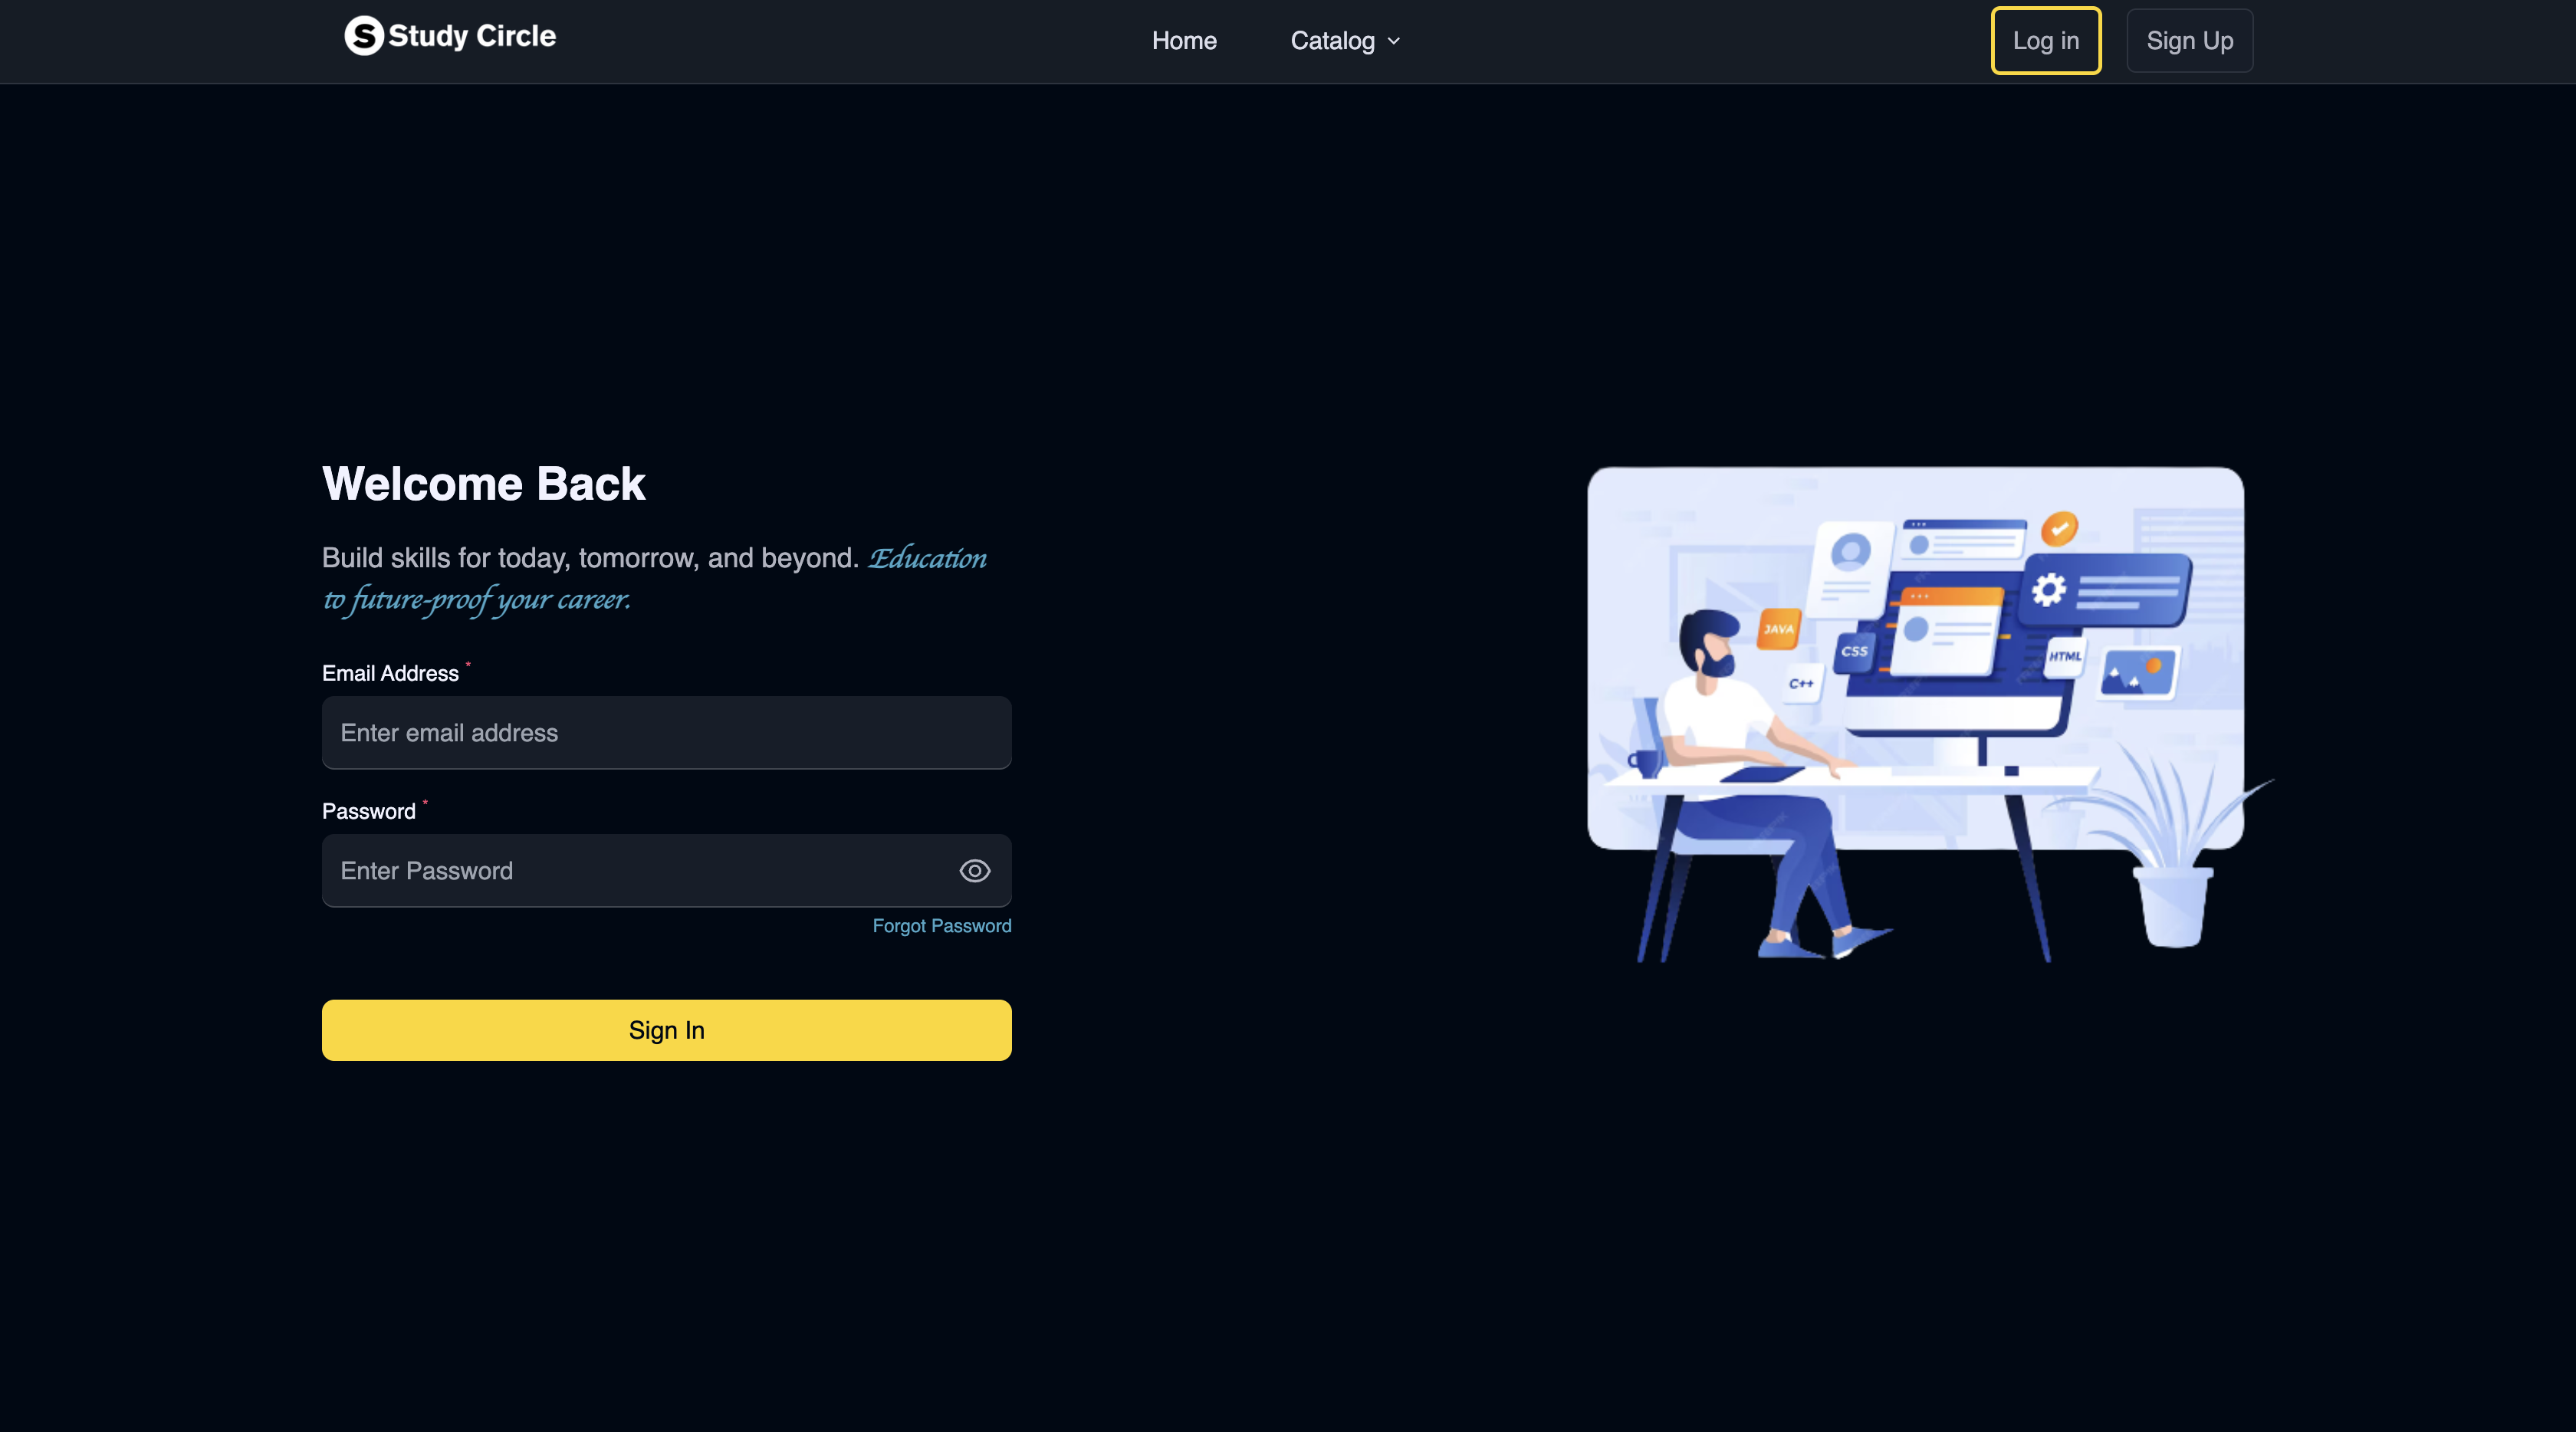 Study Circle
Home
Catalog
Log in
Sign Up
Welcome Back
Build skills for today, tomorrow, and beyond. Education
to future-proof your career.
Email Address *
Enter email address
Password *
Enter Password
Forgot Password
Sign In
JAVA
CSS
C++
HTML